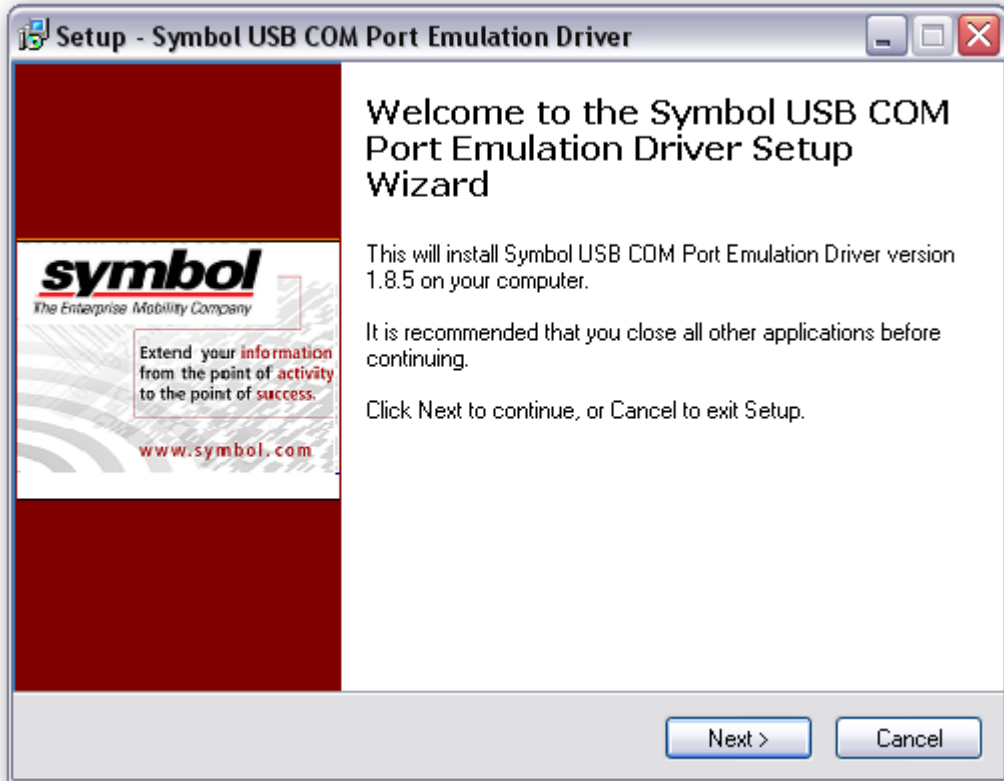 Setup - Symbol USB COM Port Emulation Driver
Welcome to the Symbol USB COM
Port Emulation Driver Setup
Wizard
This will install Symbol USB COM Port Emulation Driver version
1.8.5 on your computer.
It is recommended that you close all other applications before
continuing.
Click Next to continue, or Cancel to exit Setup.
symbol
The Enterprise Mobility Company
Extend your information
from the point of activity
to the point of success.
www.symbol.com
Next >
Cancel